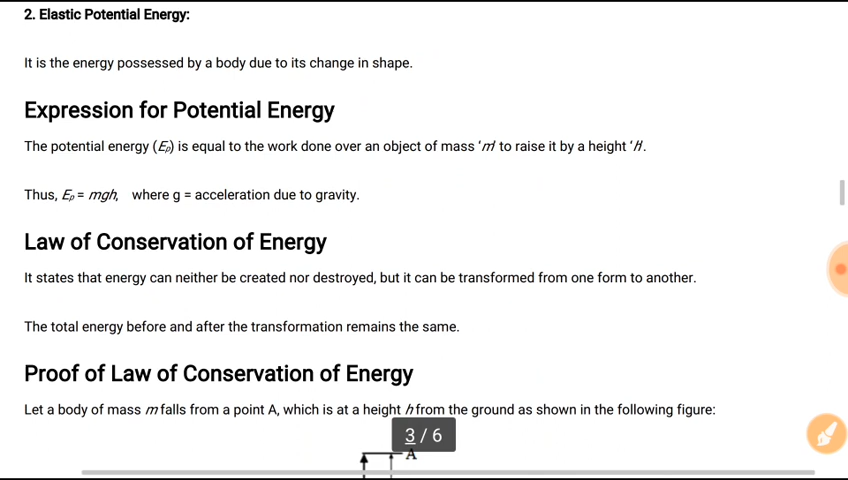 2. Elastic Potential Energy:
It is the energy possessed by a body due to its change in shape.
Expression for Potential Energy
The potential energy (Eₚ) is equal to the work done over an object of mass ‘m’ to raise it by a height ‘h’.
Thus, Eₚ = mgh, where g = acceleration due to gravity.
Law of Conservation of Energy
It states that energy can neither be created nor destroyed, but it can be transformed from one form to another.
The total energy before and after the transformation remains the same.
Proof of Law of Conservation of Energy
Let a body of mass m falls from a point A, which is at a height h from the ground as shown in the following figure:
3 / 6
A